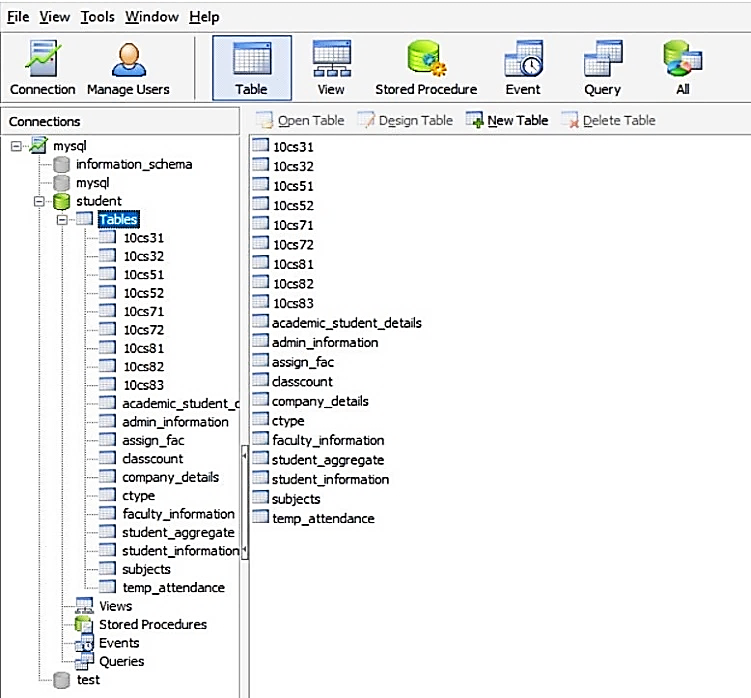 File View Tools Window Help
Connection Manage Users Table View Stored Procedure Event Query All
Connections
Open Table Design Table New Table Delete Table
mysql
information_schema
mysql
student
Tables
10cs31
10cs32
10cs51
10cs52
10cs71
10cs72
10cs81
10cs82
10cs83
academic_student_c
admin_information
assign_fac
classcount
company_details
ctype
faculty_information
student_aggregate
student_information
subjects
temp_attendance
Views
Stored Procedures
Events
Queries
test
10cs31
10cs32
10cs51
10cs52
10cs71
10cs72
10cs81
10cs82
10cs83
academic_student_details
admin_information
assign_fac
classcount
company_details
ctype
faculty_information
student_aggregate
student_information
subjects
temp_attendance